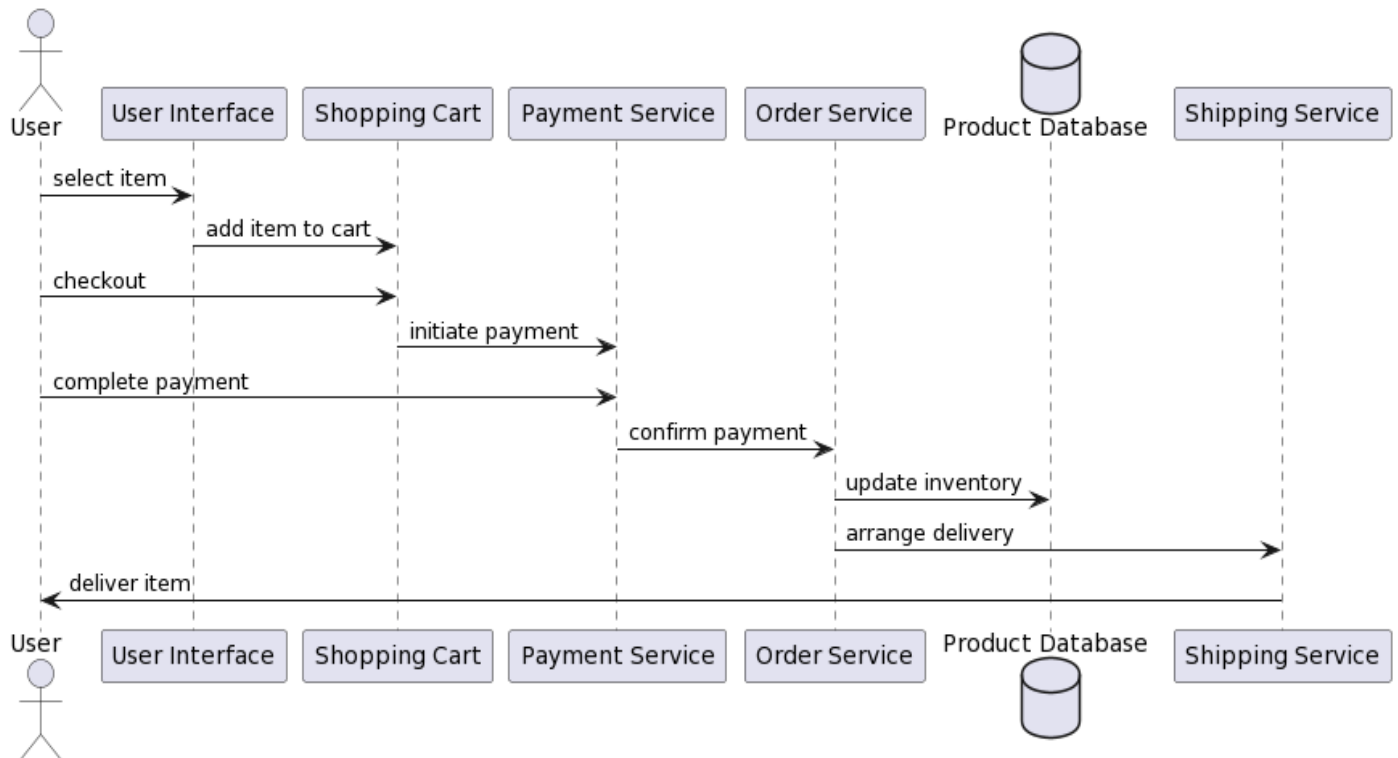 User
User Interface
Shopping Cart
Payment Service
Order Service
Product Database
Shipping Service
select item
add item to cart
checkout
initiate payment
complete payment
confirm payment
update inventory
arrange delivery
deliver item
User
User Interface
Shopping Cart
Payment Service
Order Service
Product Database
Shipping Service